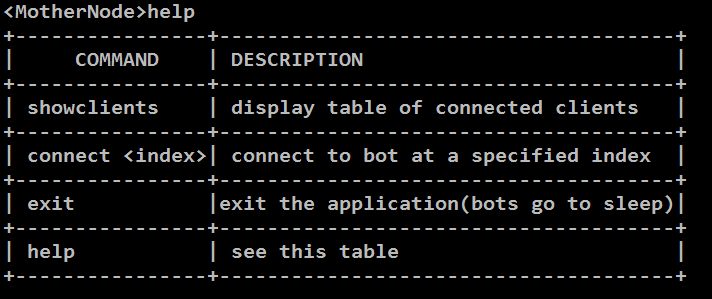 <MotherNode>help
+----------------+--------------------------------------+
|     COMMAND    | DESCRIPTION                          |
+----------------+--------------------------------------+
| showclients    | display table of connected clients   |
+----------------+--------------------------------------+
| connect <index>| connect to bot at a specified index  |
+----------------+--------------------------------------+
| exit           |exit the application(bots go to sleep)|
+----------------+--------------------------------------+
| help           | see this table                       |
+----------------+--------------------------------------+